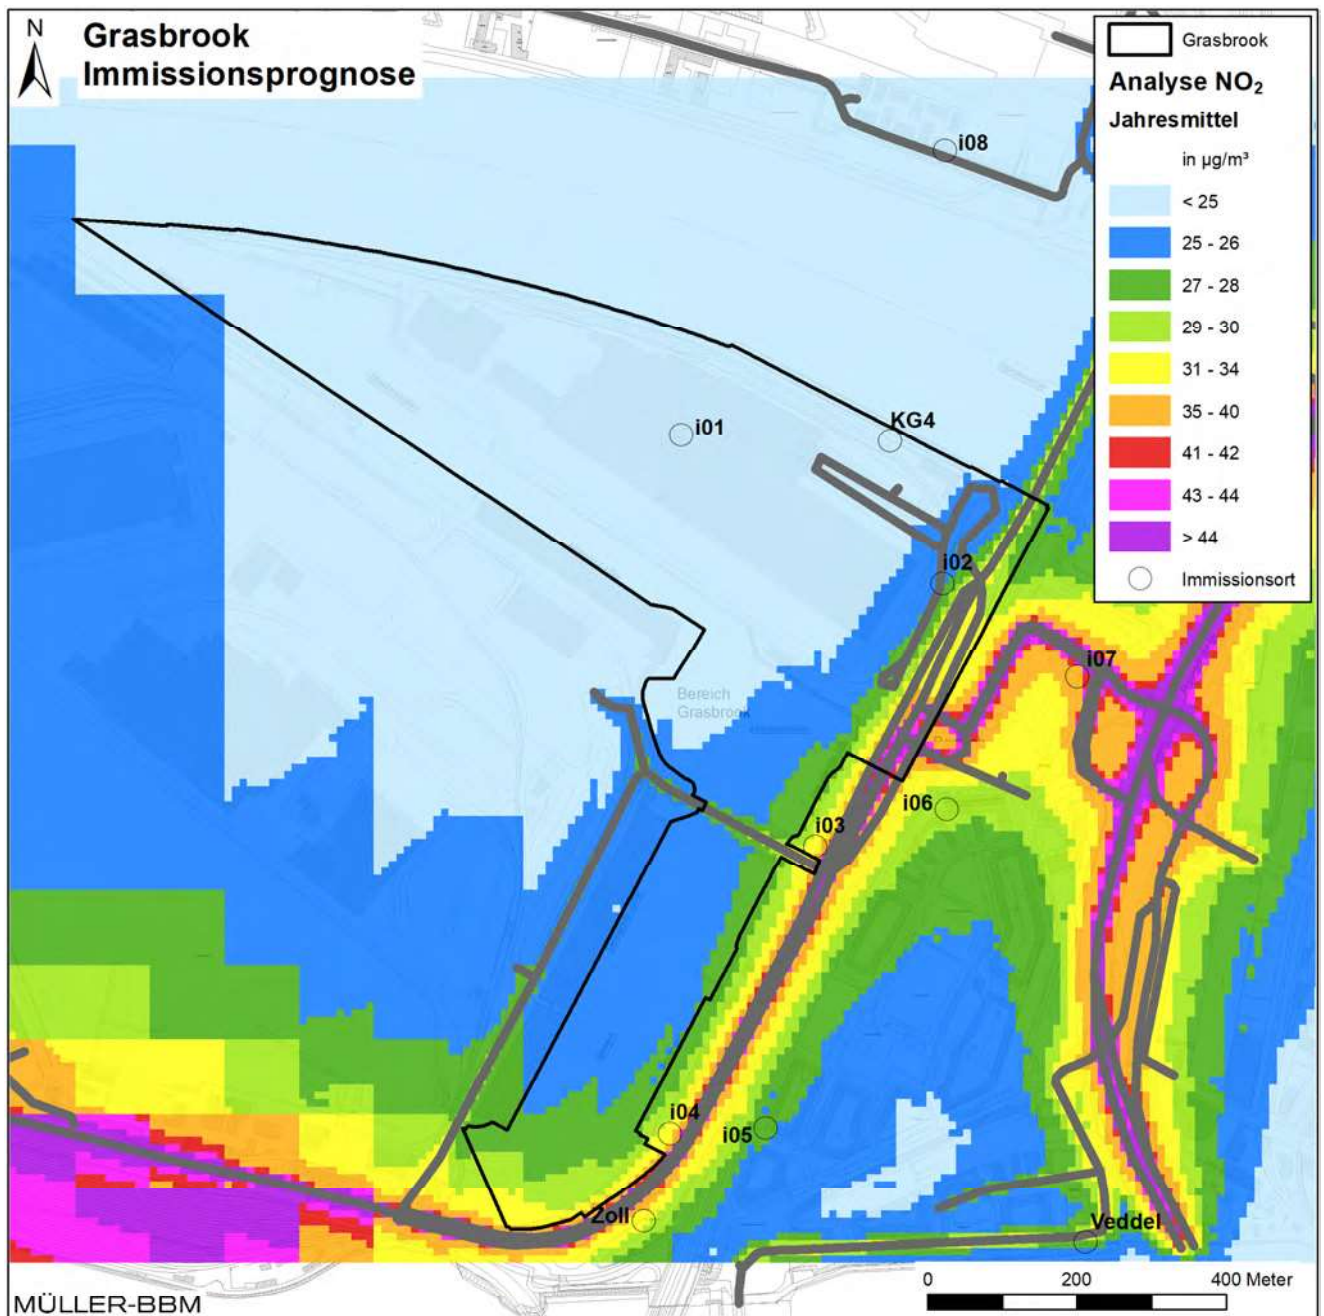 N
Grasbrook
Immissionsprognose
Grasbrook
Analyse NO₂
Jahresmittel
in µg/m³
< 25
25 - 26
27 - 28
29 - 30
31 - 34
35 - 40
41 - 42
43 - 44
> 44
Immissionsort
i08
i01
KG4
i02
i07
Bereich
Grasbrook
i06
i03
i04
i05
Zoll
Veddel
0 200 400 Meter
MÜLLER-BBM